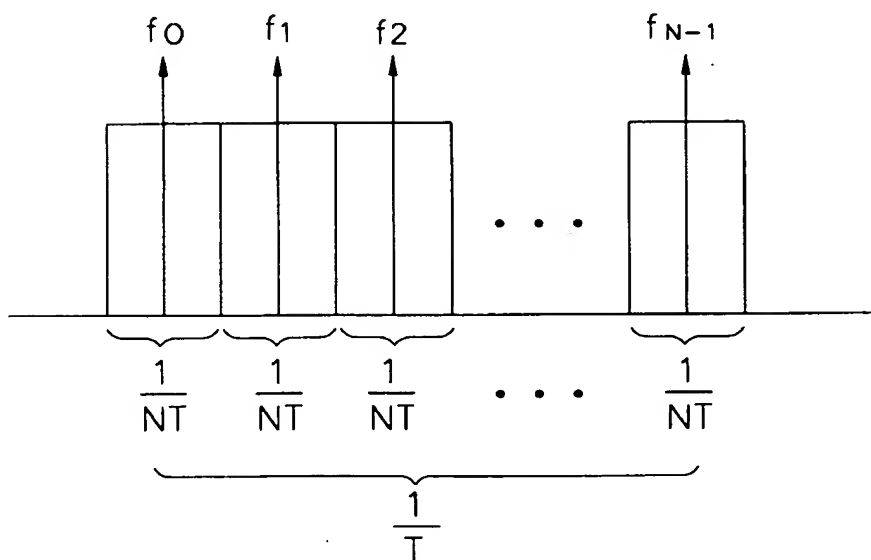 f0 f1 f2 fN-1
. . .
1/NT 1/NT 1/NT . . . 1/NT
1/T